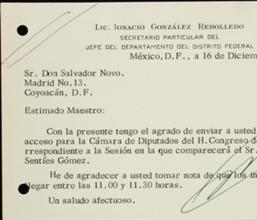 LIC. IGNACIO GONZÁLEZ REBOLLEDO
SECRETARIO PARTICULAR DEL
JEFE DEL DEPARTAMENTO DEL DISTRITO FEDERAL
México, D. F., a 16 de Diciem
Sr. Don Salvador Novo.
Madrid No. 13.
Coyoacán, D. F.
Estimado Maestro:
Con la presente tengo el agrado de enviar a usted
acceso para la Cámara de Diputados del H. Congreso d
rrespondiente a la Sesión en la que comparecerá el Sr.
Sentíes Gómez.
He de agradecer a usted tomar nota de que los
llegar entre las 11.00 y 11.30 horas.
Un saludo afectuoso.